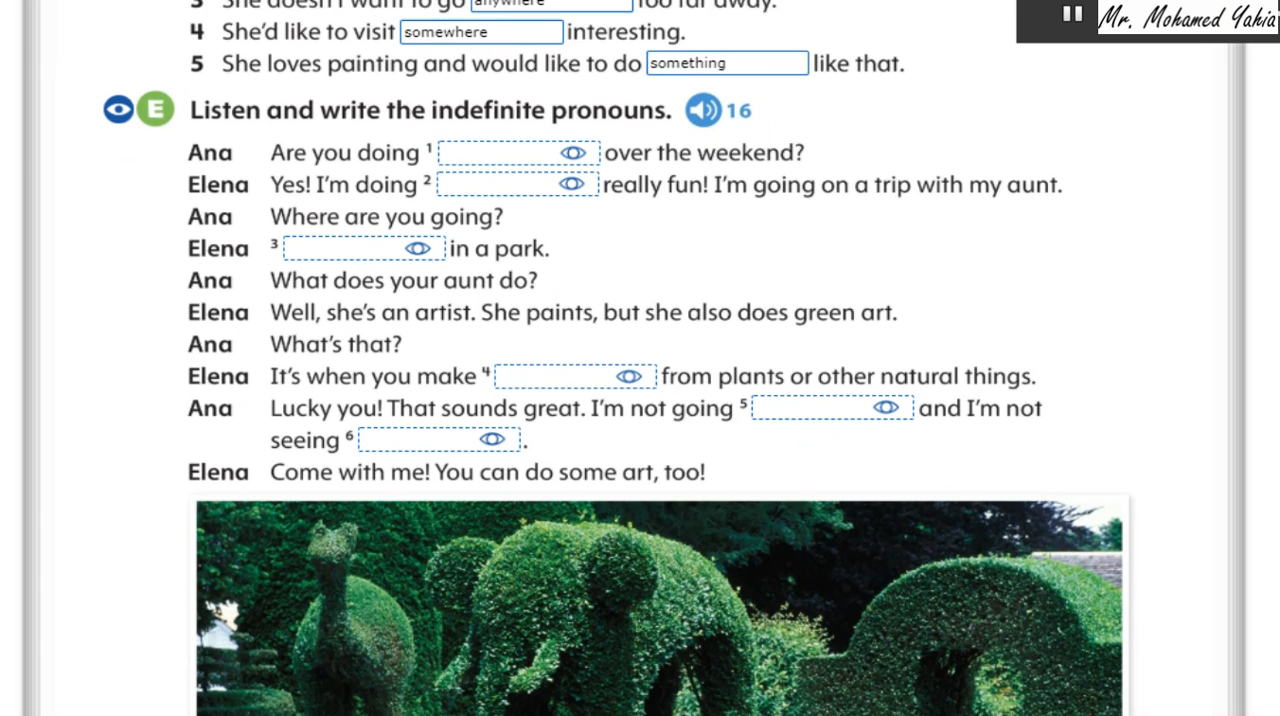 Mr. Mohamed Yahia
3 She doesn't want to go anywhere too far away.
4 She'd like to visit somewhere interesting.
5 She loves painting and would like to do something like that.
E Listen and write the indefinite pronouns. 16
Ana Are you doing 1 over the weekend?
Elena Yes! I'm doing 2 really fun! I'm going on a trip with my aunt.
Ana Where are you going?
Elena 3 in a park.
Ana What does your aunt do?
Elena Well, she's an artist. She paints, but she also does green art.
Ana What's that?
Elena It's when you make 4 from plants or other natural things.
Ana Lucky you! That sounds great. I'm not going 5 and I'm not
seeing 6 .
Elena Come with me! You can do some art, too!